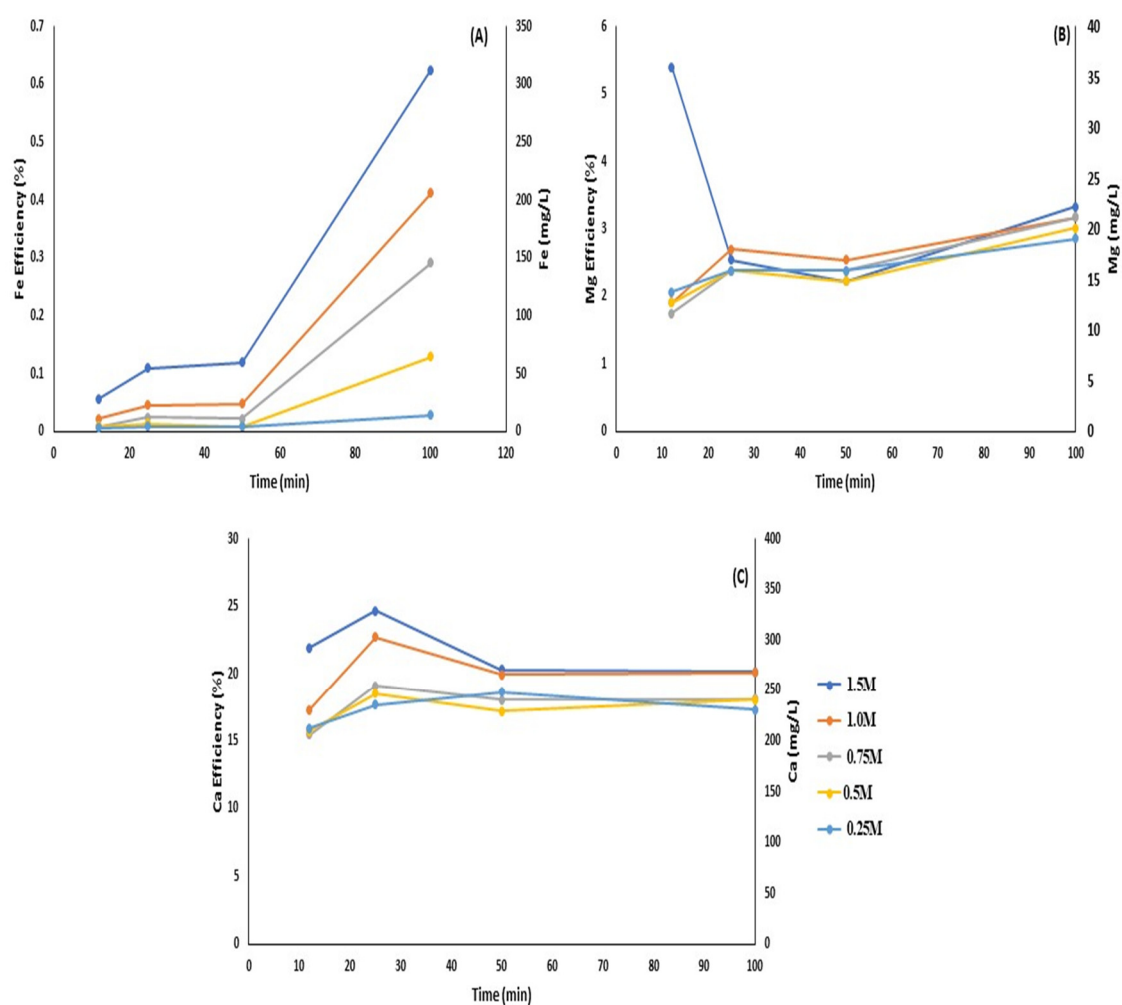 (A)
Fe Efficiency (%)
0.7
0.6
0.5
0.4
0.3
0.2
0.1
0
350
300
250
200
150
100
50
0
Fe (mg/L)
0 20 40 60 80 100 120
Time (min)
(B)
Mg Efficiency (%)
6
5
4
3
2
1
0
40
35
30
25
20
15
10
5
0
Mg (mg/L)
0 10 20 30 40 50 60 70 80 90 100
Time (min)
(C)
Ca Efficiency (%)
30
25
20
15
10
5
0
400
350
300
250
200
150
100
50
0
Ca (mg/L)
0 10 20 30 40 50 60 70 80 90 100
Time (min)
1.5M
1.0M
0.75M
0.5M
0.25M